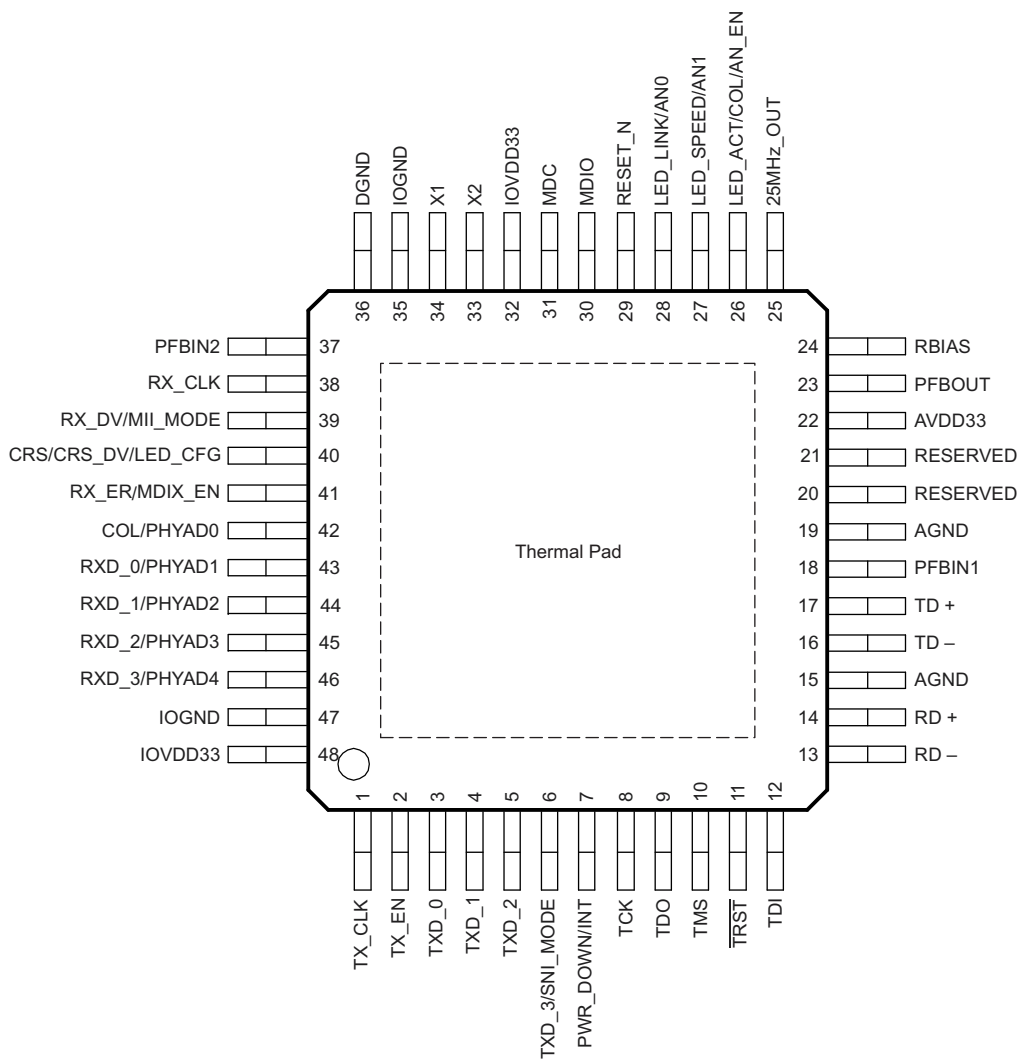 DGND
IOGND
X1
X2
IOVDD33
MDC
MDIO
RESET_N
LED_LINK/AN0
LED_SPEED/AN1
LED_ACT/COL/AN_EN
25MHz_OUT
36
35
34
33
32
31
30
29
28
27
26
25
PFBIN2 37
RX_CLK 38
RX_DV/MII_MODE 39
CRS/CRS_DV/LED_CFG 40
RX_ER/MDIX_EN 41
COL/PHYAD0 42
RXD_0/PHYAD1 43
RXD_1/PHYAD2 44
RXD_2/PHYAD3 45
RXD_3/PHYAD4 46
IOGND 47
IOVDD33 48
Thermal Pad
24 RBIAS
23 PFBOUT
22 AVDD33
21 RESERVED
20 RESERVED
19 AGND
18 PFBIN1
17 TD +
16 TD –
15 AGND
14 RD +
13 RD –
1
2
3
4
5
6
7
8
9
10
11
12
TX_CLK
TX_EN
TXD_0
TXD_1
TXD_2
TXD_3/SNI_MODE
PWR_DOWN/INT
TCK
TDO
TMS
TRST
TDI